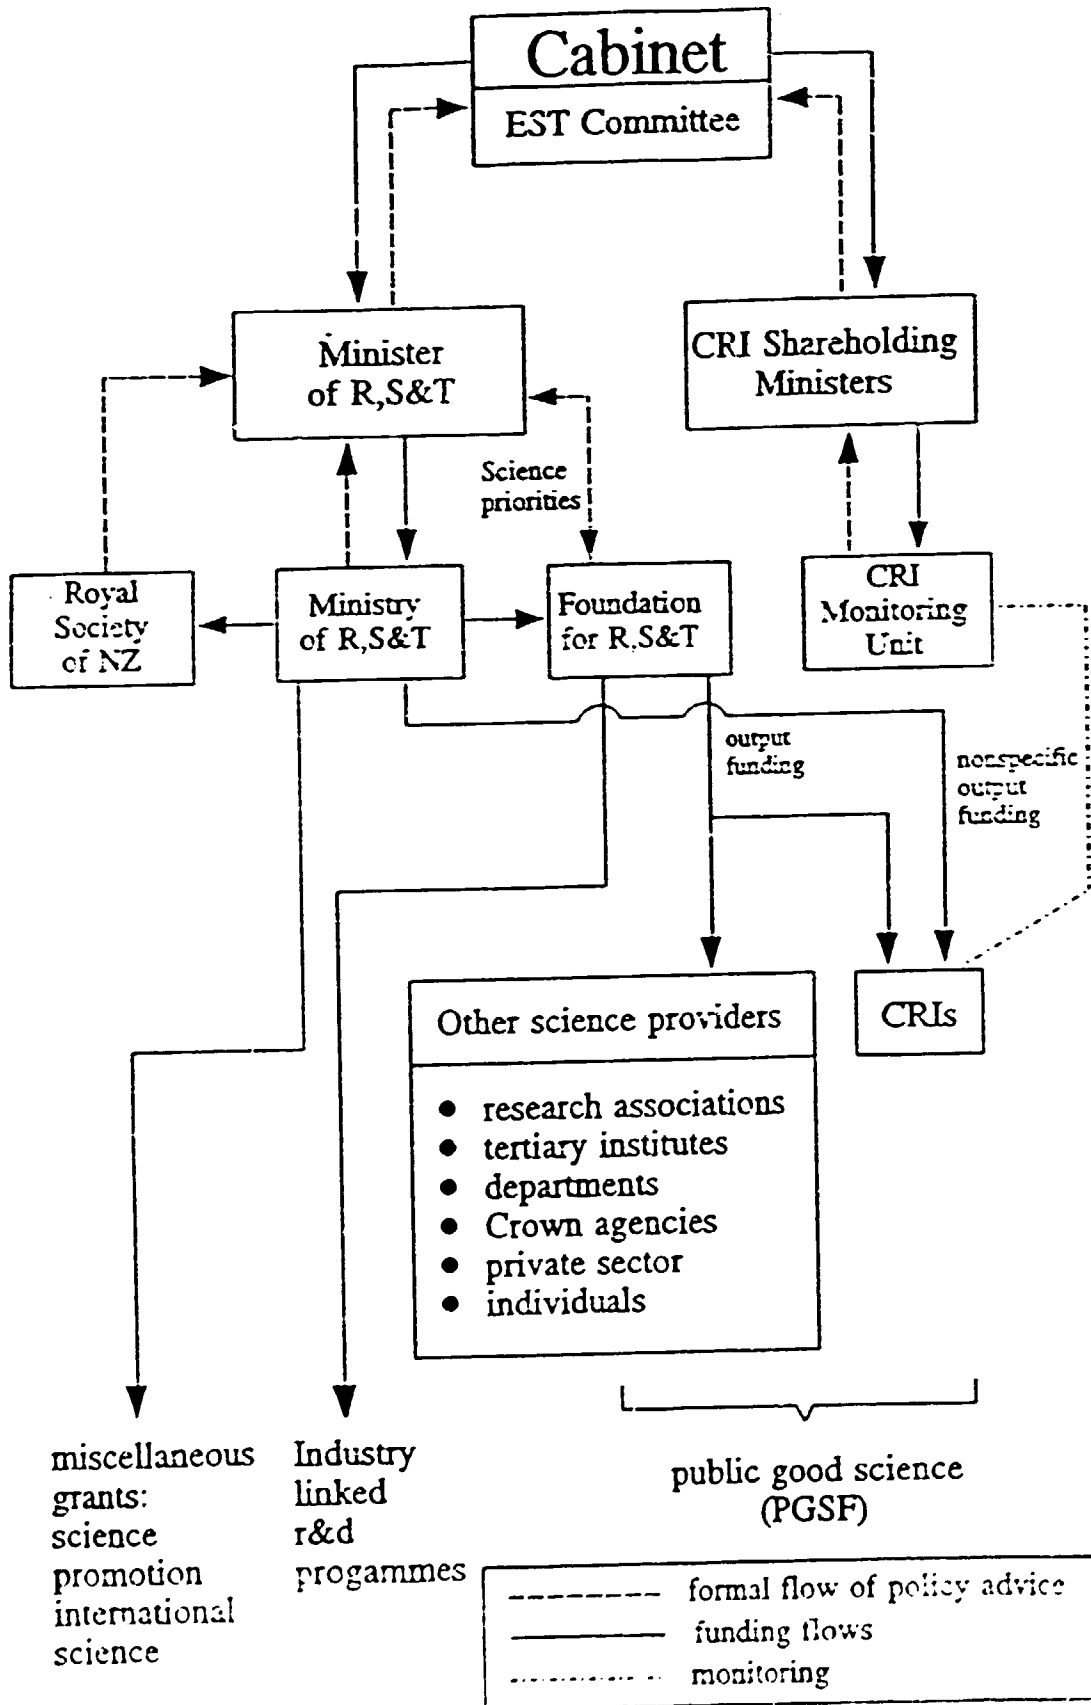 Cabinet
EST Committee
Minister
of R,S&T
CRI Shareholding
Ministers
Science
priorities
Royal
Society
of NZ
Ministry
of R,S&T
Foundation
for R,S&T
CRI
Monitoring
Unit
output
funding
nonspecific
output
funding
Other science providers
CRIs
● research associations
● tertiary institutes
● departments
● Crown agencies
● private sector
● individuals
miscellaneous
grants:
science
promotion
international
science
Industry
linked
r&d
progammes
public good science
(PGSF)
formal flow of policy advice
funding flows
monitoring